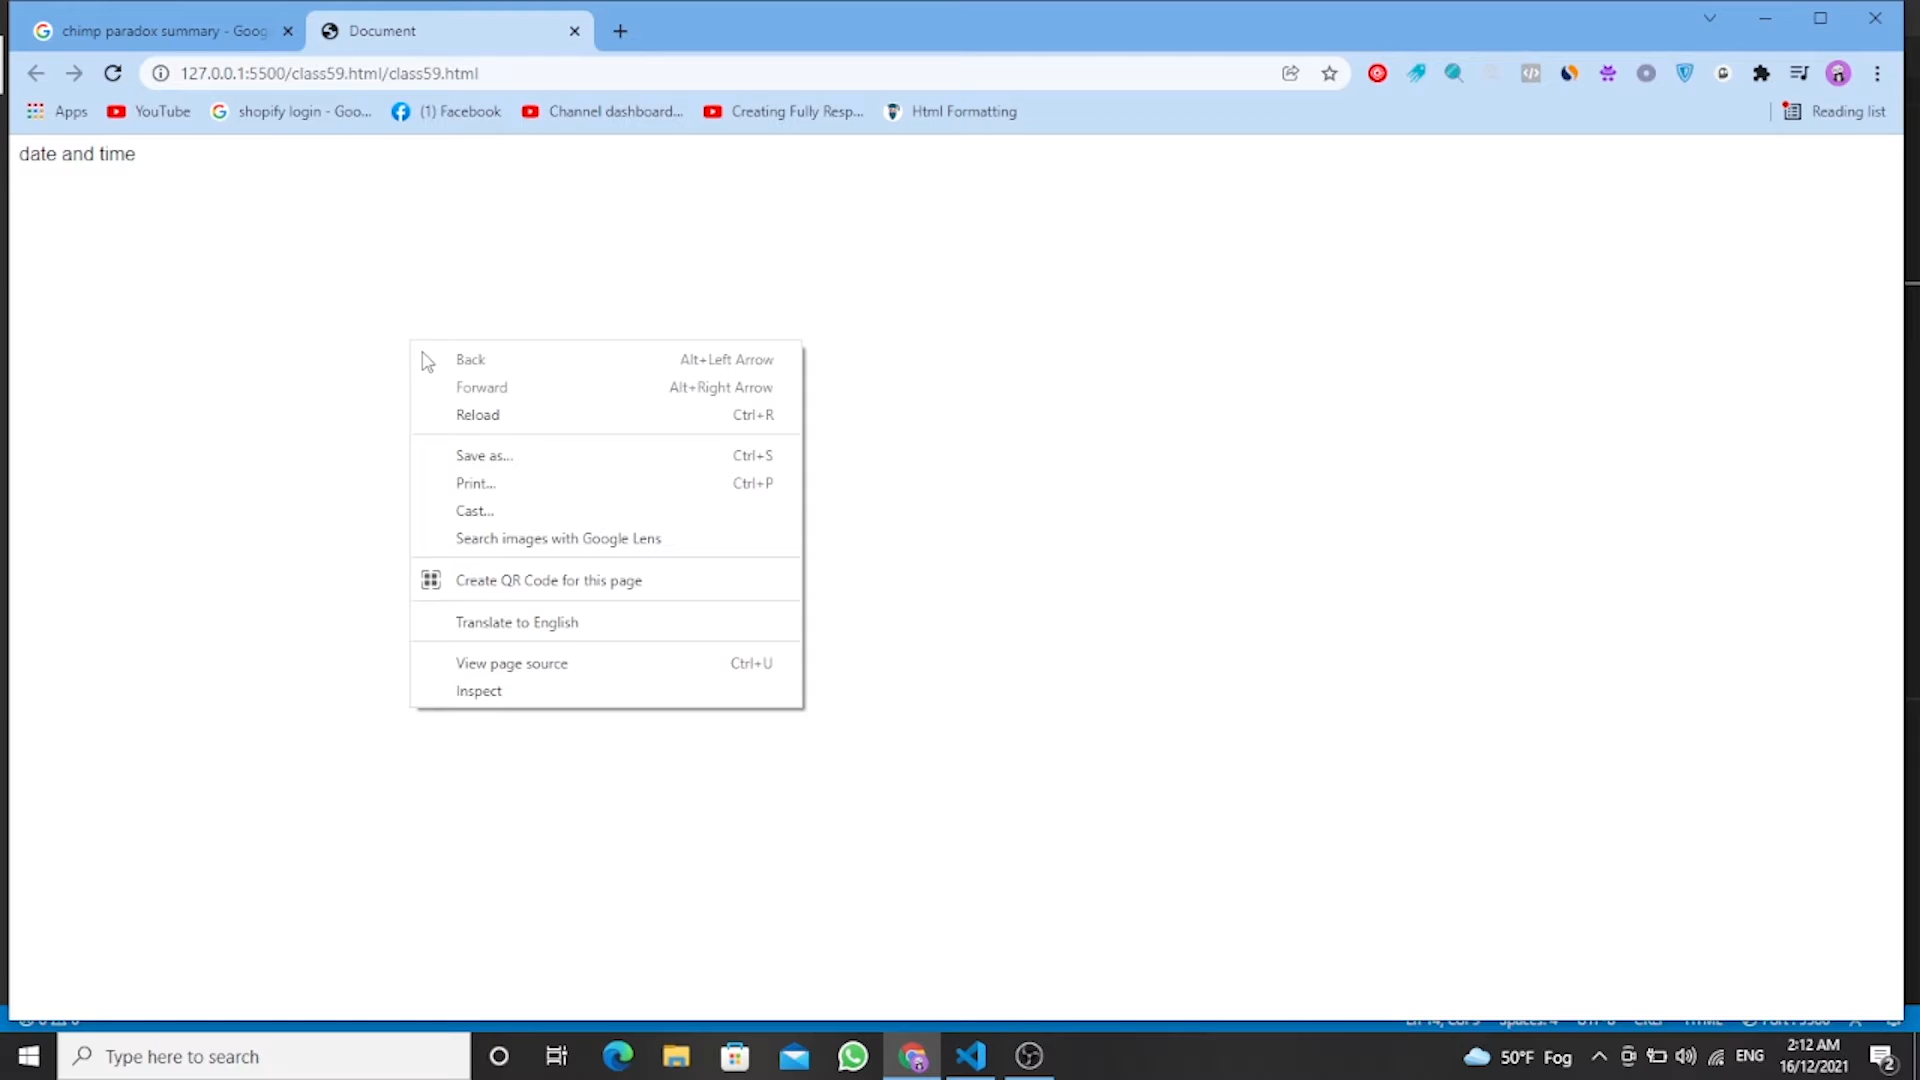 chimp paradox summary - Goog
Document
127.0.0.1:5500/class59.html/class59.html
Apps
YouTube
shopify login - Goo...
(1) Facebook
Channel dashboard...
Creating Fully Resp...
Html Formatting
Reading list
date and time
Back Alt+Left Arrow
Forward Alt+Right Arrow
Reload Ctrl+R
Save as... Ctrl+S
Print... Ctrl+P
Cast...
Search images with Google Lens
Create QR Code for this page
Translate to English
View page source Ctrl+U
Inspect
Type here to search
50°F Fog
ENG
2:12 AM
16/12/2021
2